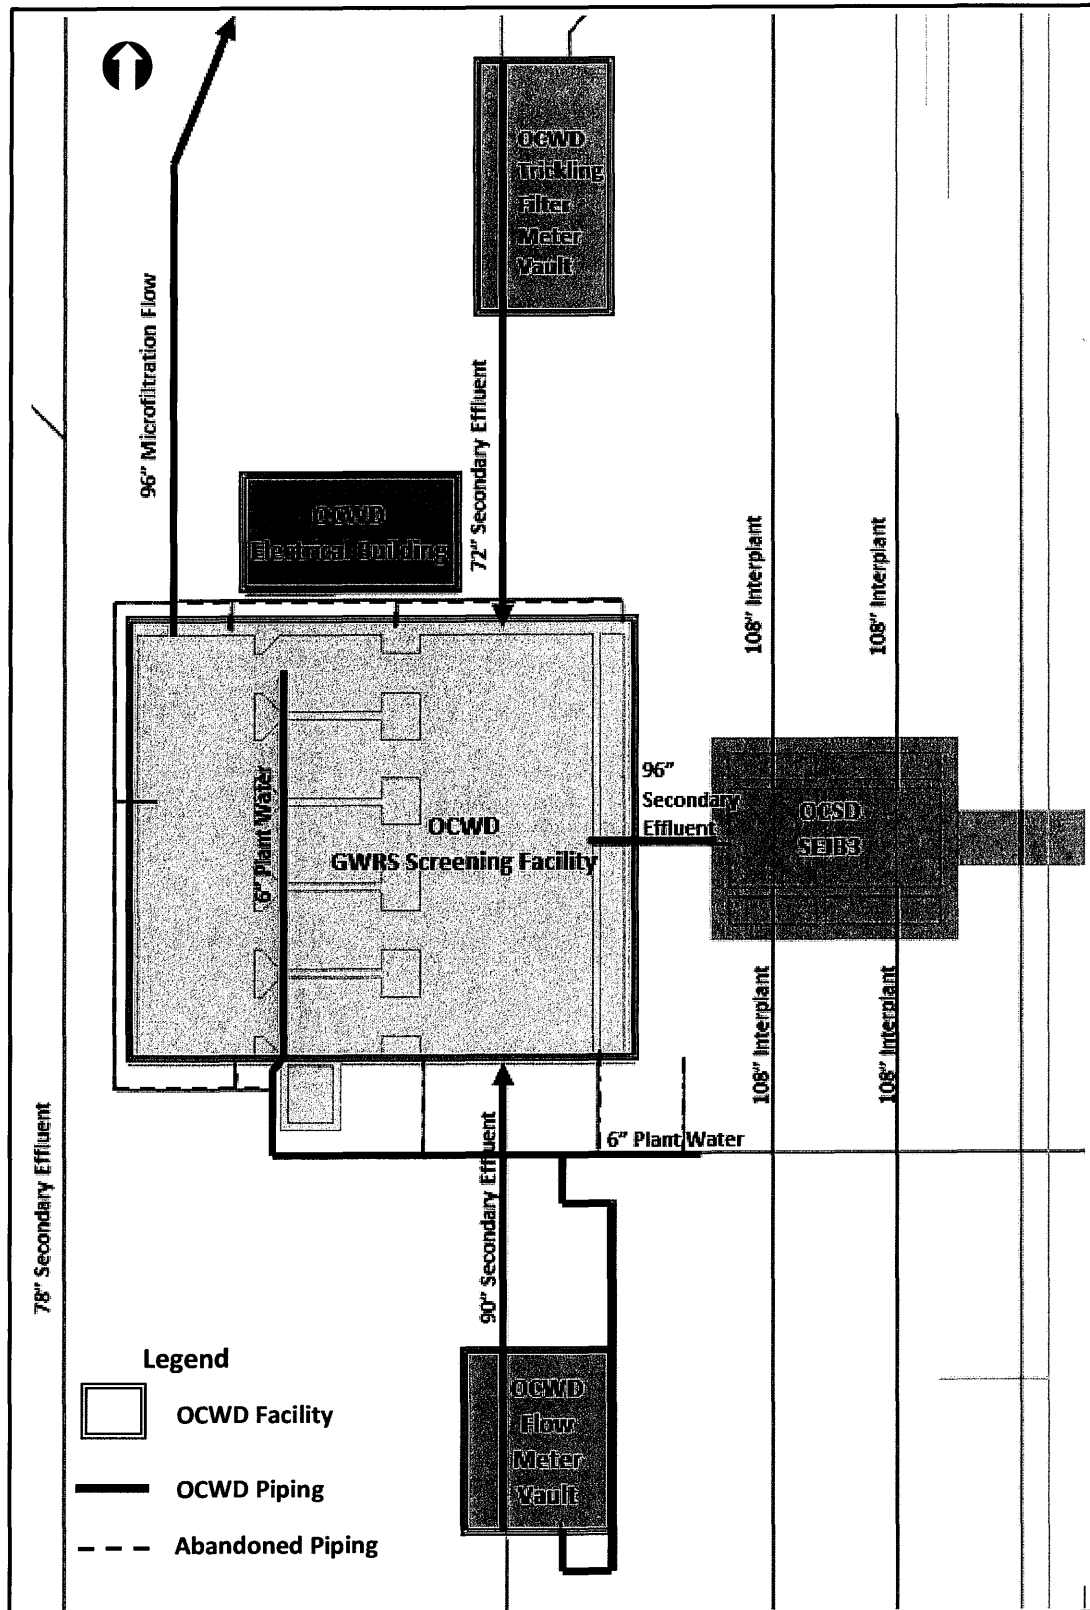 OCWD
Trickling
Filter
Meter
Vault
96" Microfiltration Flow
72" Secondary Effluent
OCWD
Electrical Building
108" Interplant
108" Interplant
6" Plant Water
OCWD
GWRS Screening Facility
96"
Secondary
Effluent
OCSD
SEJB3
108" Interplant
108" Interplant
6" Plant Water
90" Secondary Effluent
78" Secondary Effluent
OCWD
Flow
Meter
Vault
Legend
OCWD Facility
OCWD Piping
Abandoned Piping